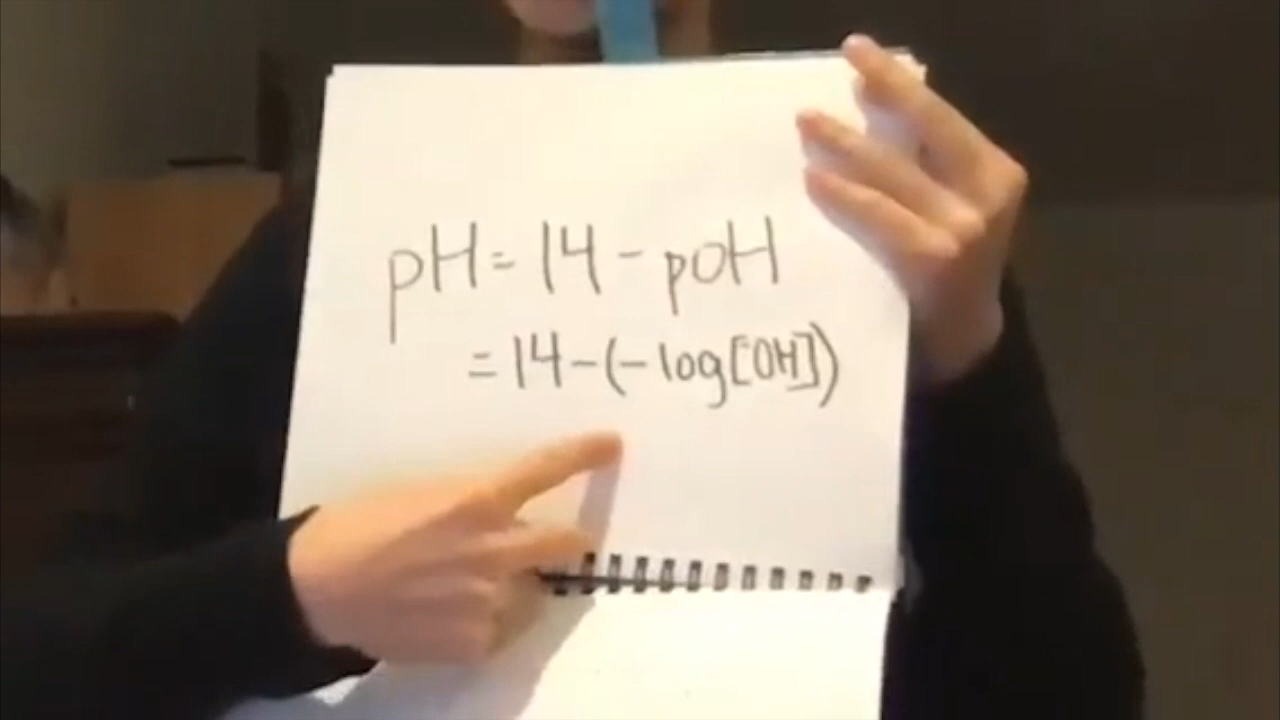 pH = 14 - pOH
= 14 - (- log[OH])